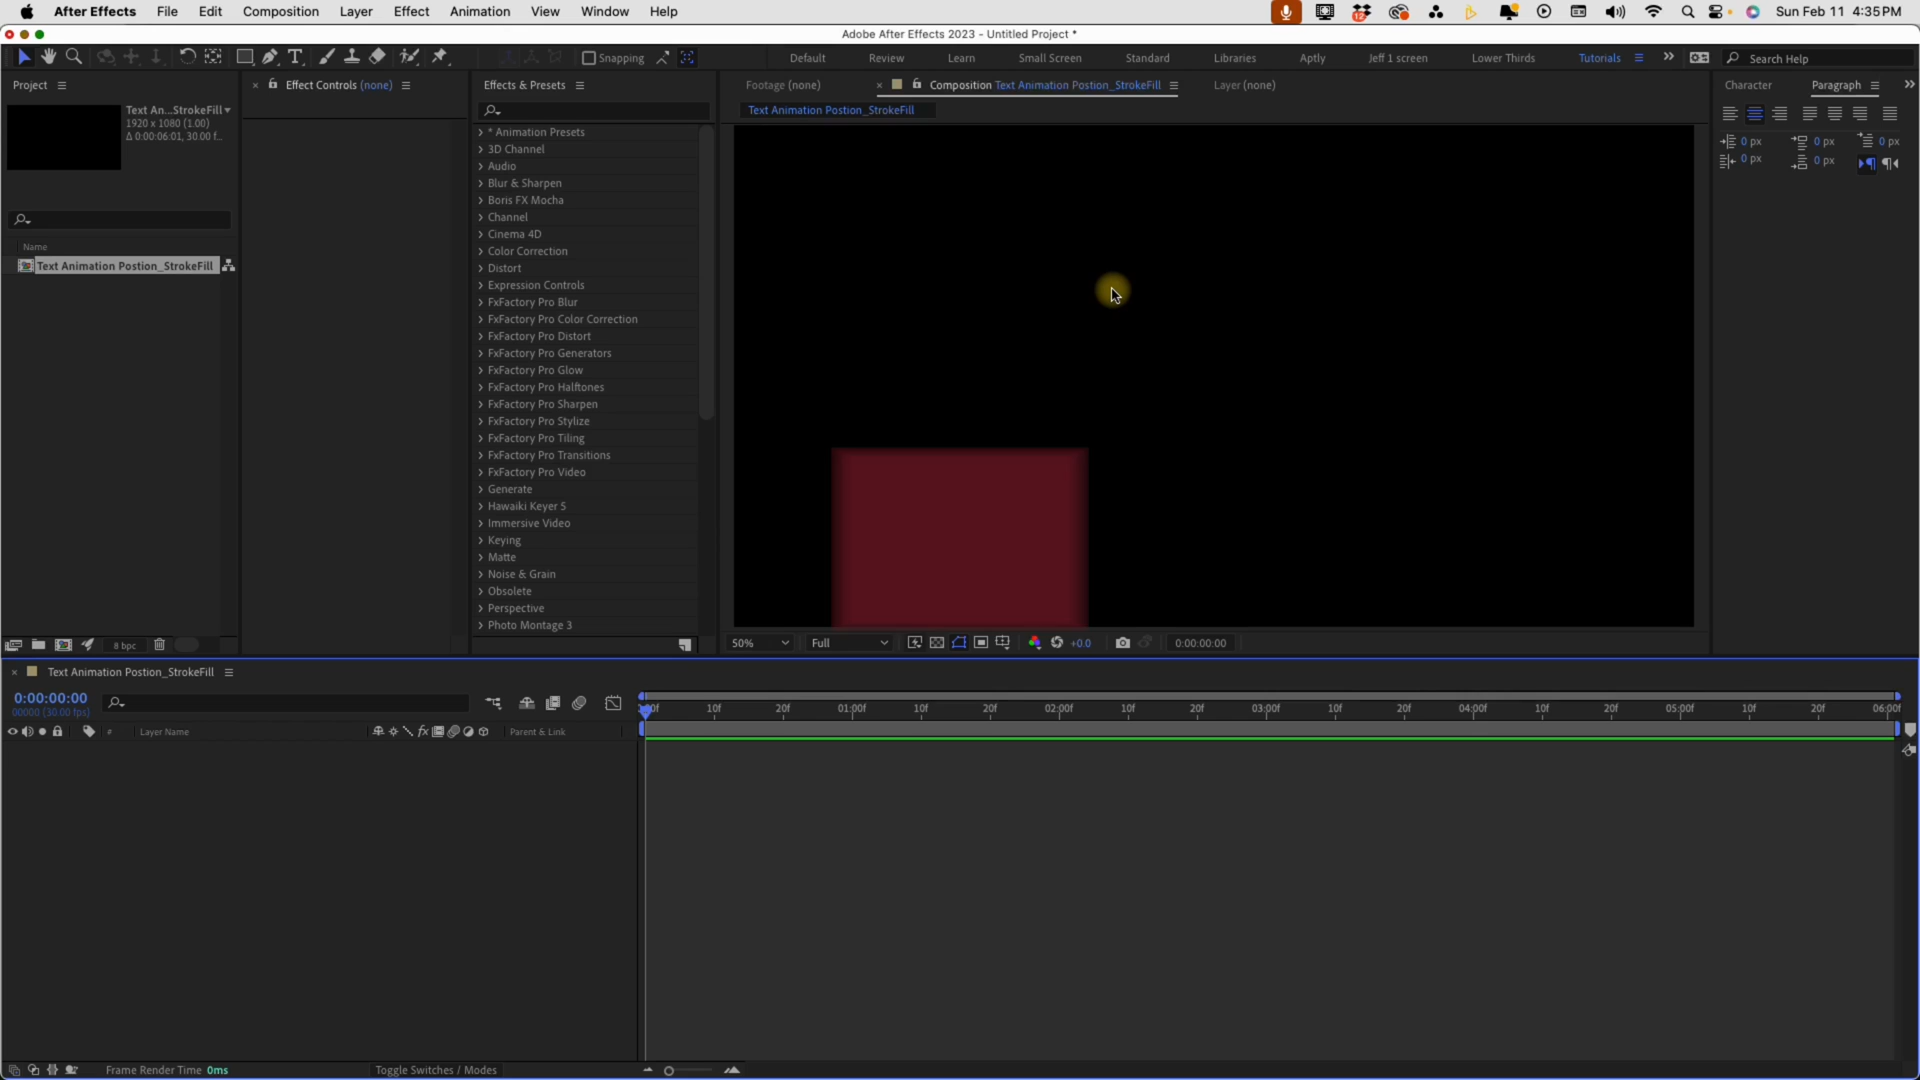 After Effects File Edit Composition Layer Effect Animation View Window Help
12
Sun Feb 11 4:35 PM
Adobe After Effects 2023 - Untitled Project *
Snapping
Default Review Learn Small Screen Standard Libraries Aptly Jeff 1 screen Lower Thirds Tutorials
Search Help
Project
Text An...StrokeFill
1920 x 1080 (1.00)
Δ 0:00:06:01, 30.00 f...
Name
Text Animation Postion_StrokeFill
8 bpc
Effect Controls (none)
Effects & Presets
* Animation Presets
3D Channel
Audio
Blur & Sharpen
Boris FX Mocha
Channel
Cinema 4D
Color Correction
Distort
Expression Controls
FxFactory Pro Blur
FxFactory Pro Color Correction
FxFactory Pro Distort
FxFactory Pro Generators
FxFactory Pro Glow
FxFactory Pro Halftones
FxFactory Pro Sharpen
FxFactory Pro Stylize
FxFactory Pro Tiling
FxFactory Pro Transitions
FxFactory Pro Video
Generate
Hawaiki Keyer 5
Immersive Video
Keying
Matte
Noise & Grain
Obsolete
Perspective
Photo Montage 3
Footage (none)
Composition Text Animation Postion_StrokeFill
Layer (none)
Text Animation Postion_StrokeFill
50% Full +0.0 0:00:00:00
Character Paragraph
0 px 0 px 0 px
0 px 0 px
Text Animation Postion_StrokeFill
0:00:00:00
00000 (30.00 fps)
# Layer Name Parent & Link
10f 20f 01:00f 10f 20f 02:00f 10f 20f 03:00f 10f 20f 04:00f 10f 20f 05:00f 10f 20f 06:00f
Frame Render Time 0ms
Toggle Switches / Modes